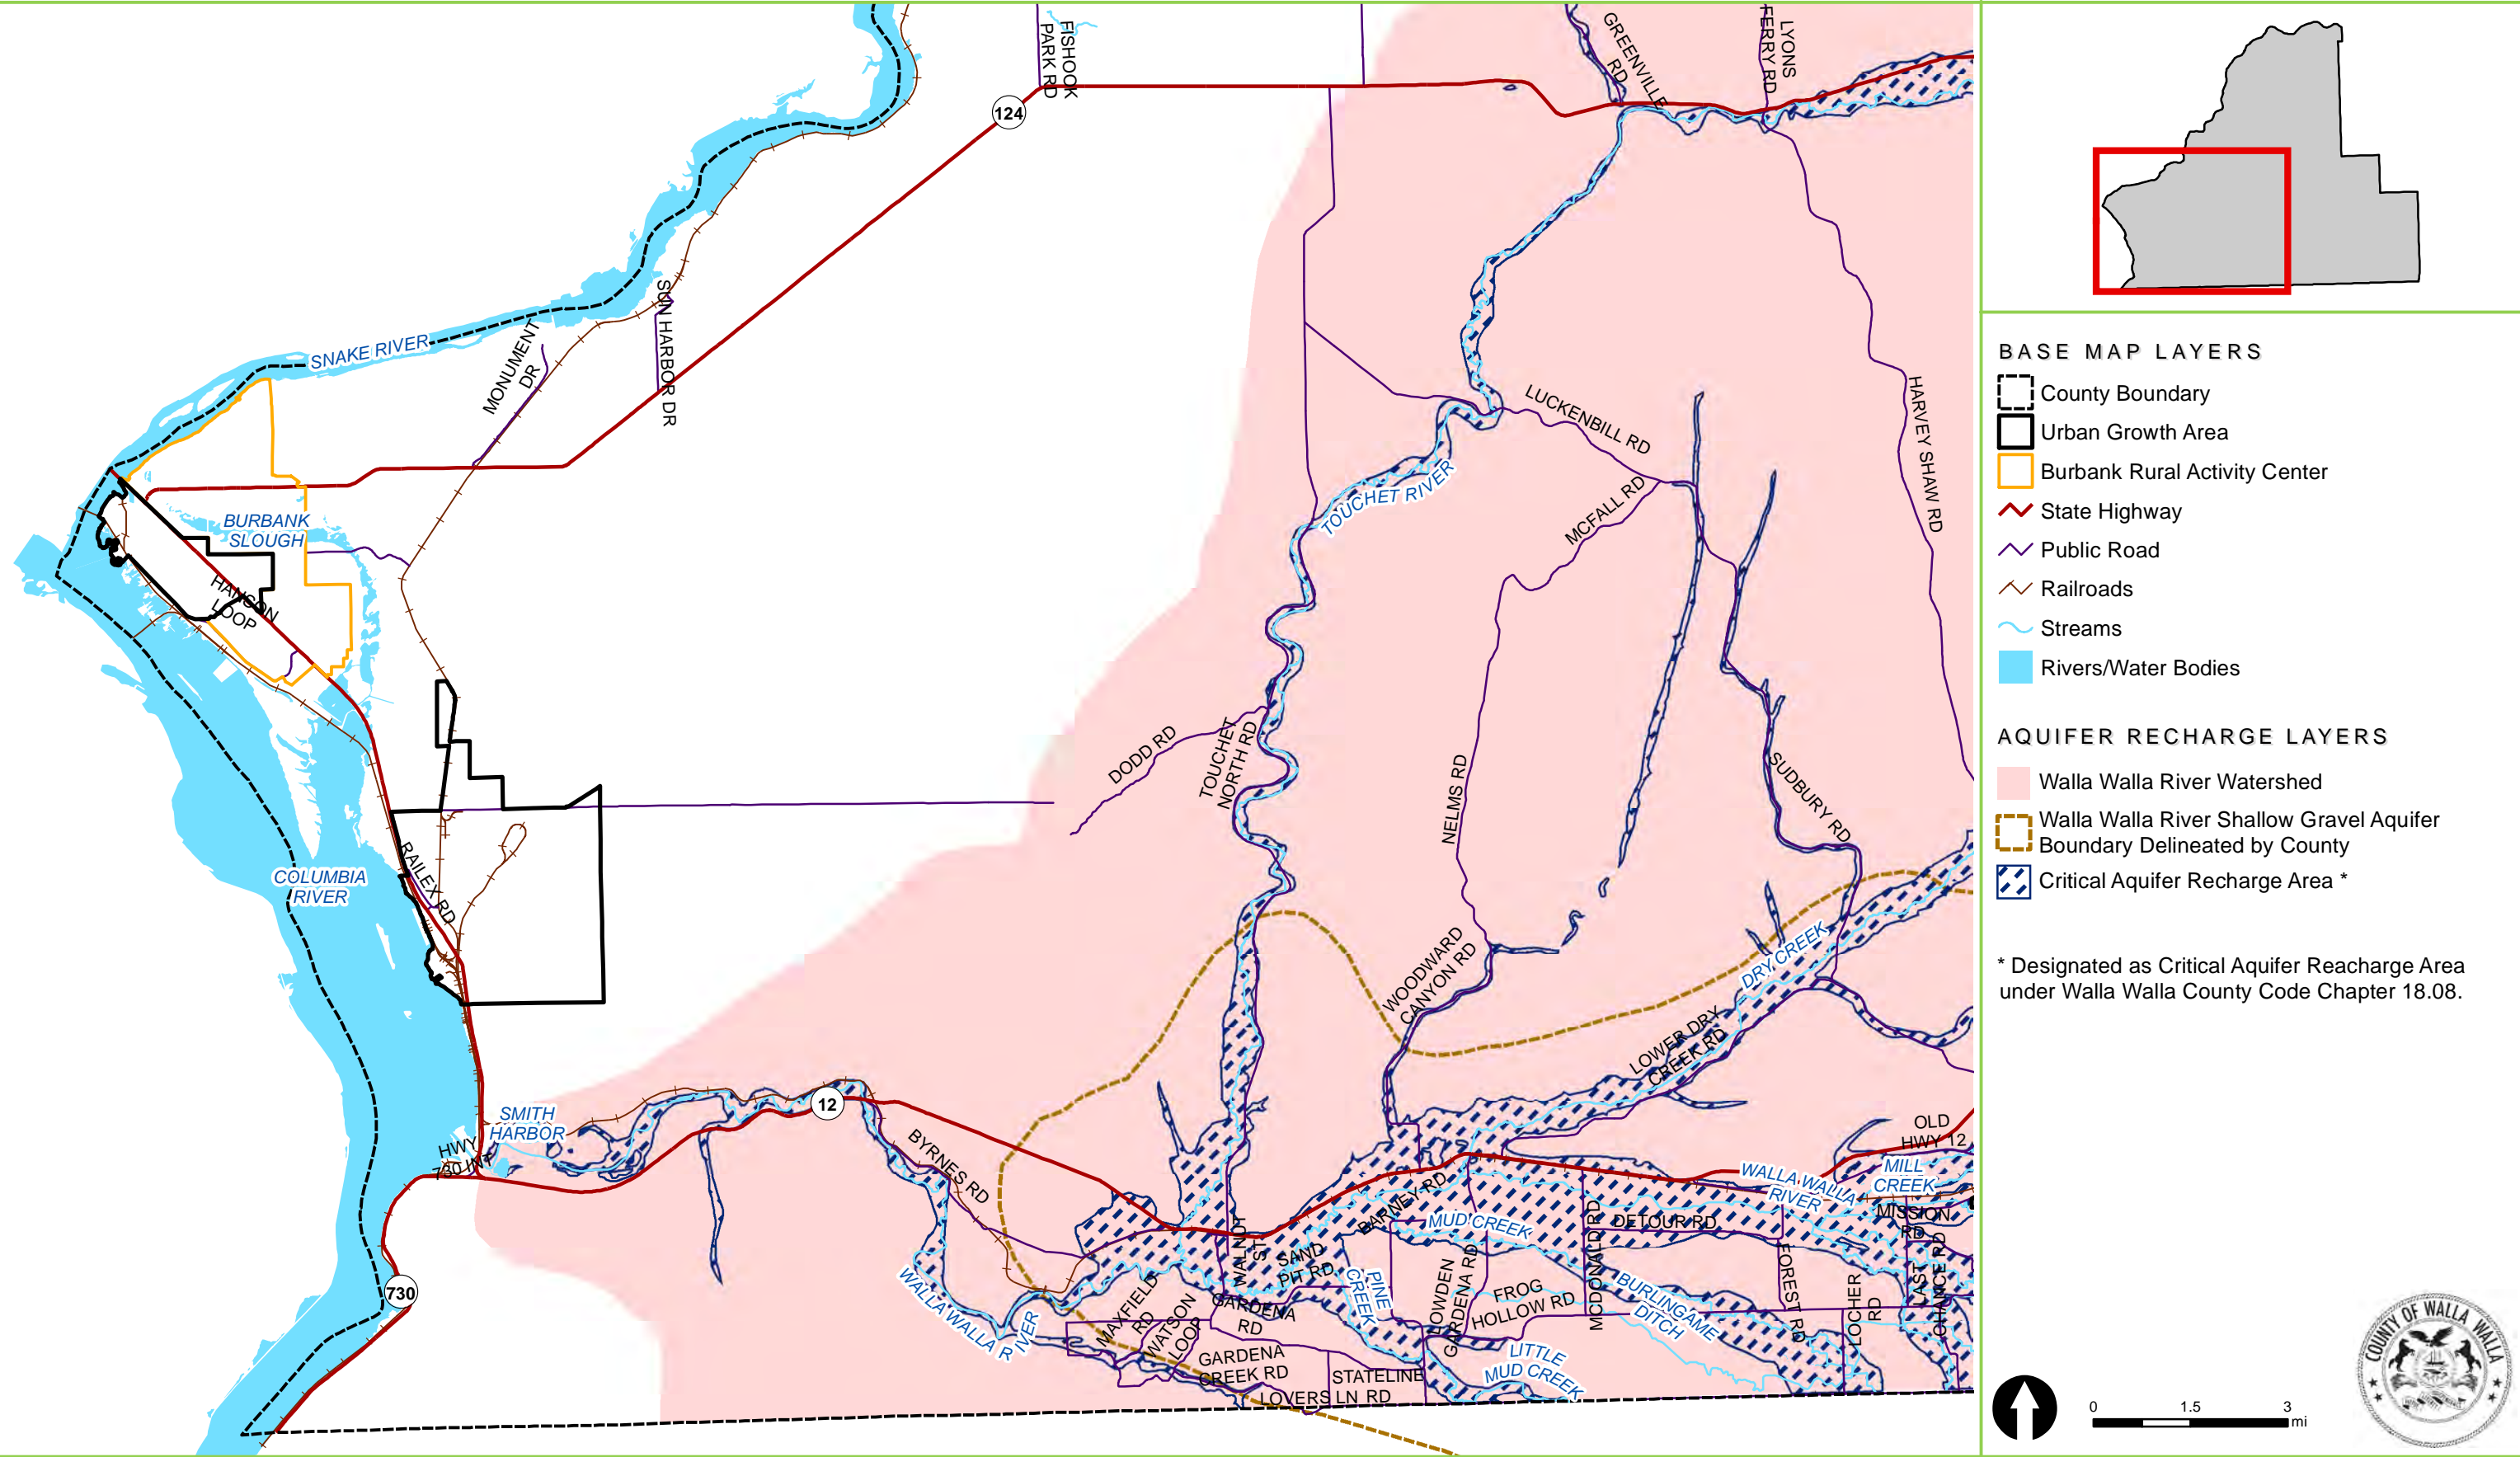 FISHOOK
PARK RD
GREENVILLE
RD
LYONS
FERRY RD
124
SNAKE RIVER
MONUMENT
DR
SUN HARBOR DR
LUCKENBILL RD
HARVEY SHAW RD
TOUCHET RIVER
MCFALL RD
BURBANK
SLOUGH
HANSON
LOOP
DODD RD
TOUCHET
NORTH RD
NELMS RD
SUDBURY RD
COLUMBIA
RIVER
RAILEX RD
WOODWARD
CANYON RD
DRY CREEK
LOWER DRY
CREEK RD
12
SMITH
HARBOR
HWY
730 INT
BYRNES RD
OLD
HWY 12
MILL
CREEK
WALLA WALLA
RIVER
BARNEY RD
MUD CREEK
DETOUR RD
MISSION
RD
WALNUT
ST
SAND
PIT RD
PINE
CREEK
LOWDEN
GARDENA RD
MCDONALD RD
FOREST RD
LOCHER
RD
LAST
CHANCE RD
730
WALLA WALLA RIVER
MAXFIELD
RD
WATSON
LOOP
GARDENA
RD
FROG
HOLLOW RD
BURLINGAME
DITCH
GARDENA
CREEK RD
STATELINE
RD
LOVERS LN
LITTLE
MUD CREEK
BASE MAP LAYERS
County Boundary
Urban Growth Area
Burbank Rural Activity Center
State Highway
Public Road
Railroads
Streams
Rivers/Water Bodies
AQUIFER RECHARGE LAYERS
Walla Walla River Watershed
Walla Walla River Shallow Gravel Aquifer
Boundary Delineated by County
Critical Aquifer Recharge Area *
* Designated as Critical Aquifer Reacharge Area
under Walla Walla County Code Chapter 18.08.
0 1.5 3
mi
COUNTY OF WALLA WALLA